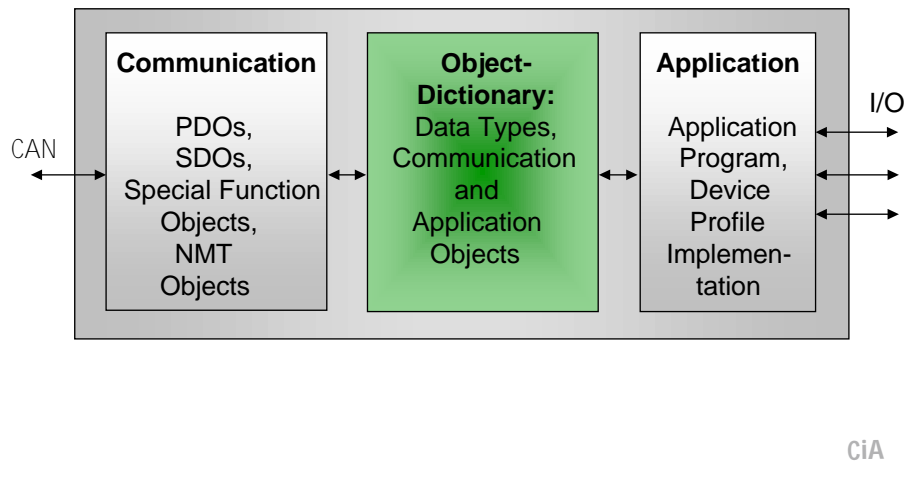 CAN
Communication
PDOs,
SDOs,
Special Function
Objects,
NMT
Objects
Object-
Dictionary:
Data Types,
Communication
and
Application
Objects
Application
Application
Program,
Device
Profile
Implemen-
tation
I/O
CiA